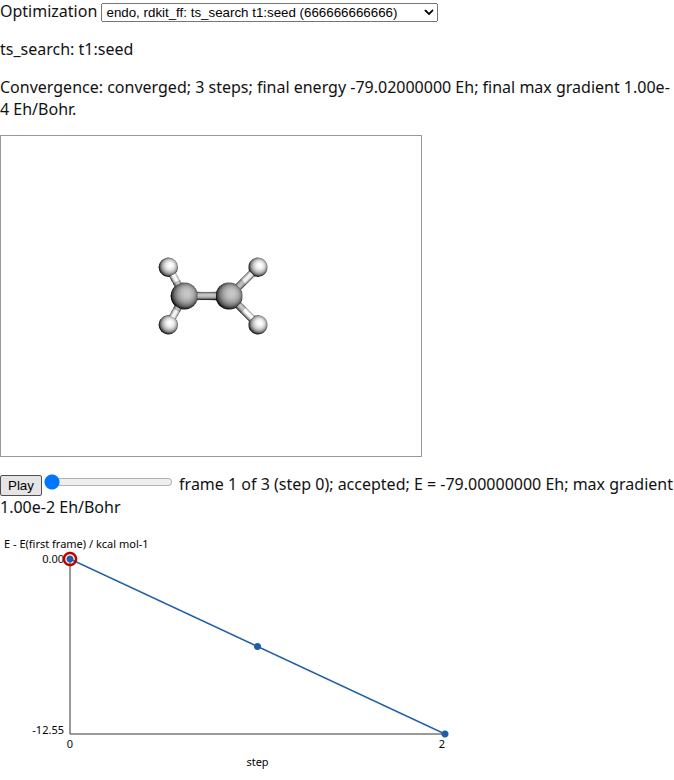 Optimization endo, rdkit_ff: ts_search t1:seed (666666666666)
ts_search: t1:seed
Convergence: converged; 3 steps; final energy -79.02000000 Eh; final max gradient 1.00e-
4 Eh/Bohr.
Play frame 1 of 3 (step 0); accepted; E = -79.00000000 Eh; max gradient
1.00e-2 Eh/Bohr
E - E(first frame) / kcal mol-1
0.00
-12.55
0 2
step